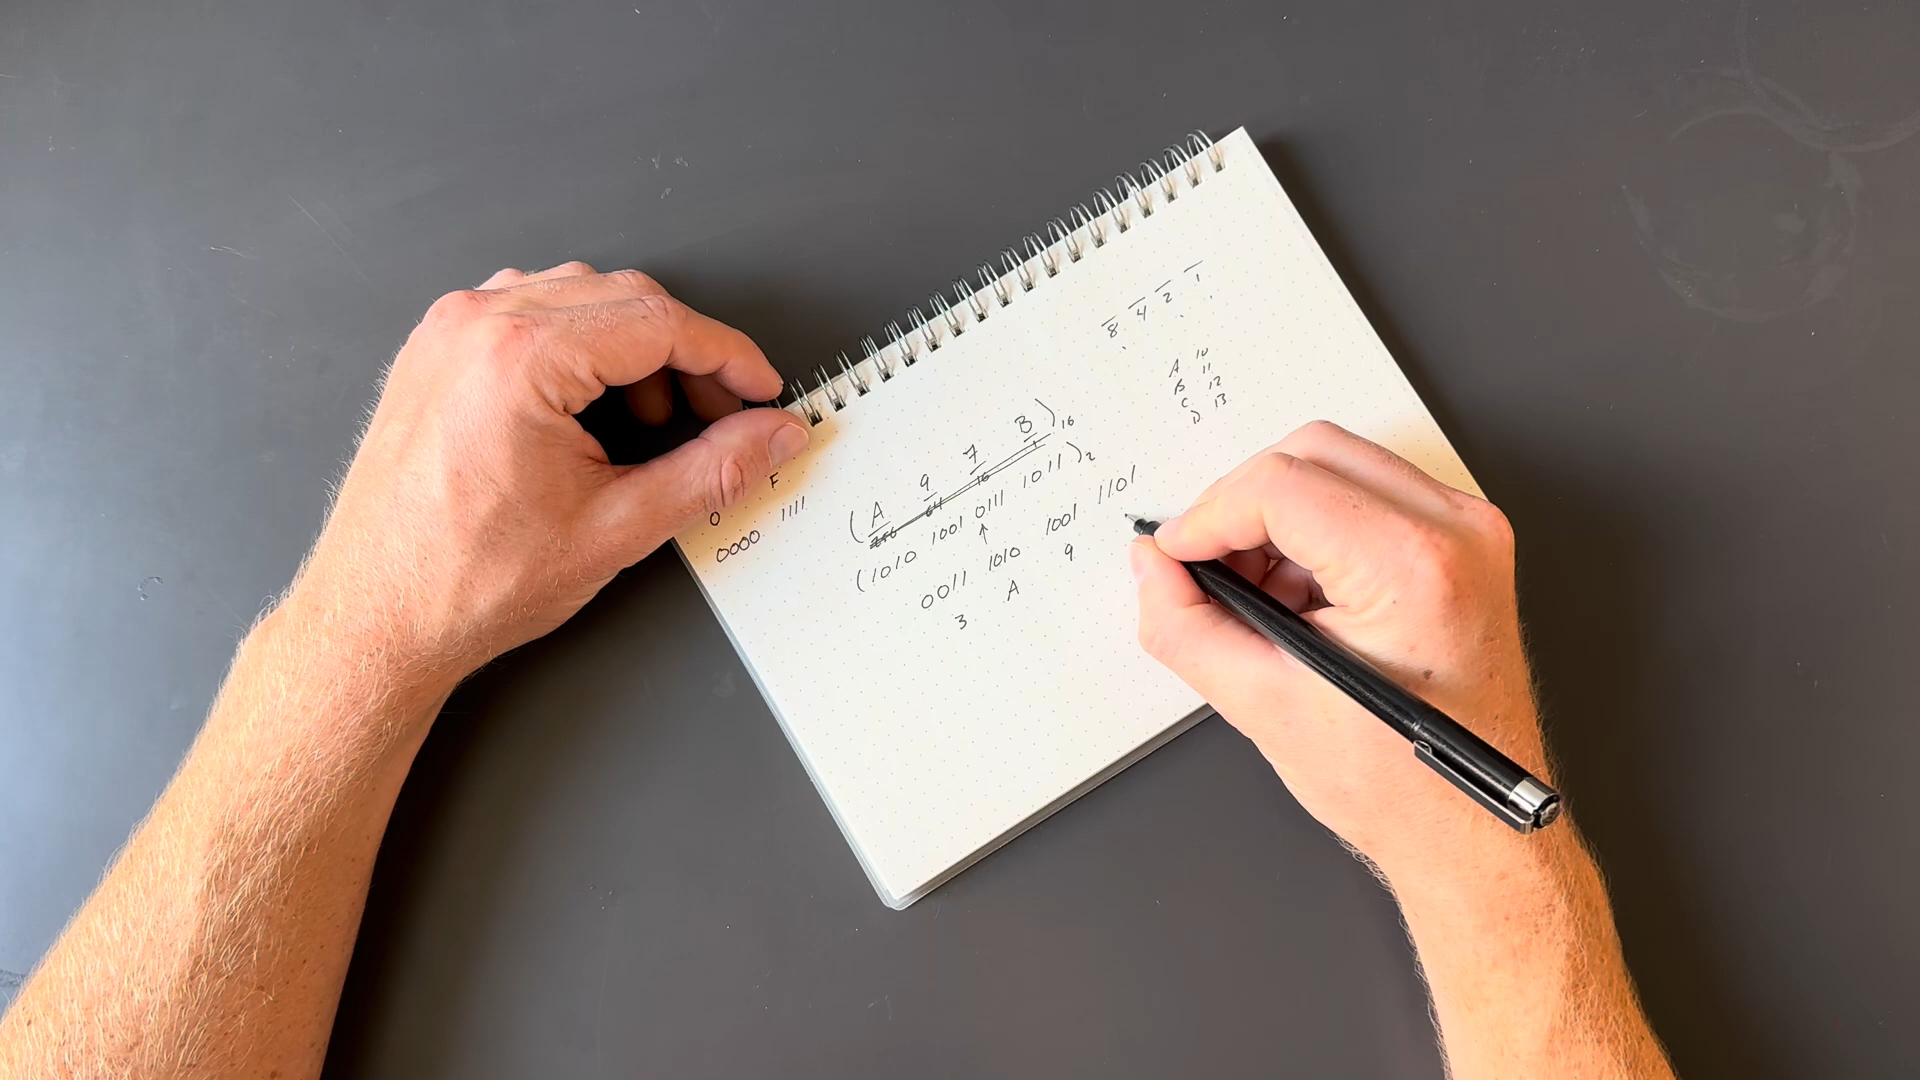 8 4 2 1
A 10
B 11
C 12
D 13
(A 9 7 B)16
256 64 16 1
(1010 1001 0111 1011)2
↑
0 F
0000 1111
0011 1010 1001 1101
3 A 9